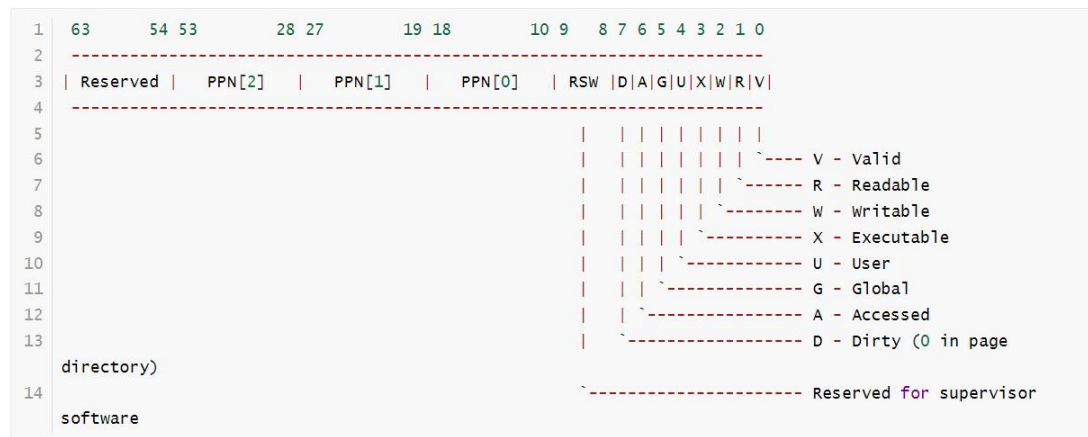 1 63 54 53 28 27 19 18 10 9 8 7 6 5 4 3 2 1 0
2 ---------------------------------------------------------------------
3 | Reserved | PPN[2] | PPN[1] | PPN[0] | RSW |D|A|G|U|X|W|R|V|
4 ---------------------------------------------------------------------
5 | | | | | | | | |
6 | | | | | | | | `---- V - Valid
7 | | | | | | | `------ R - Readable
8 | | | | | | `-------- W - Writable
9 | | | | | `---------- X - Executable
10 | | | | `------------ U - User
11 | | | `-------------- G - Global
12 | | `---------------- A - Accessed
13 | `------------------ D - Dirty (0 in page
directory)
14 `--------------------- Reserved for supervisor
software